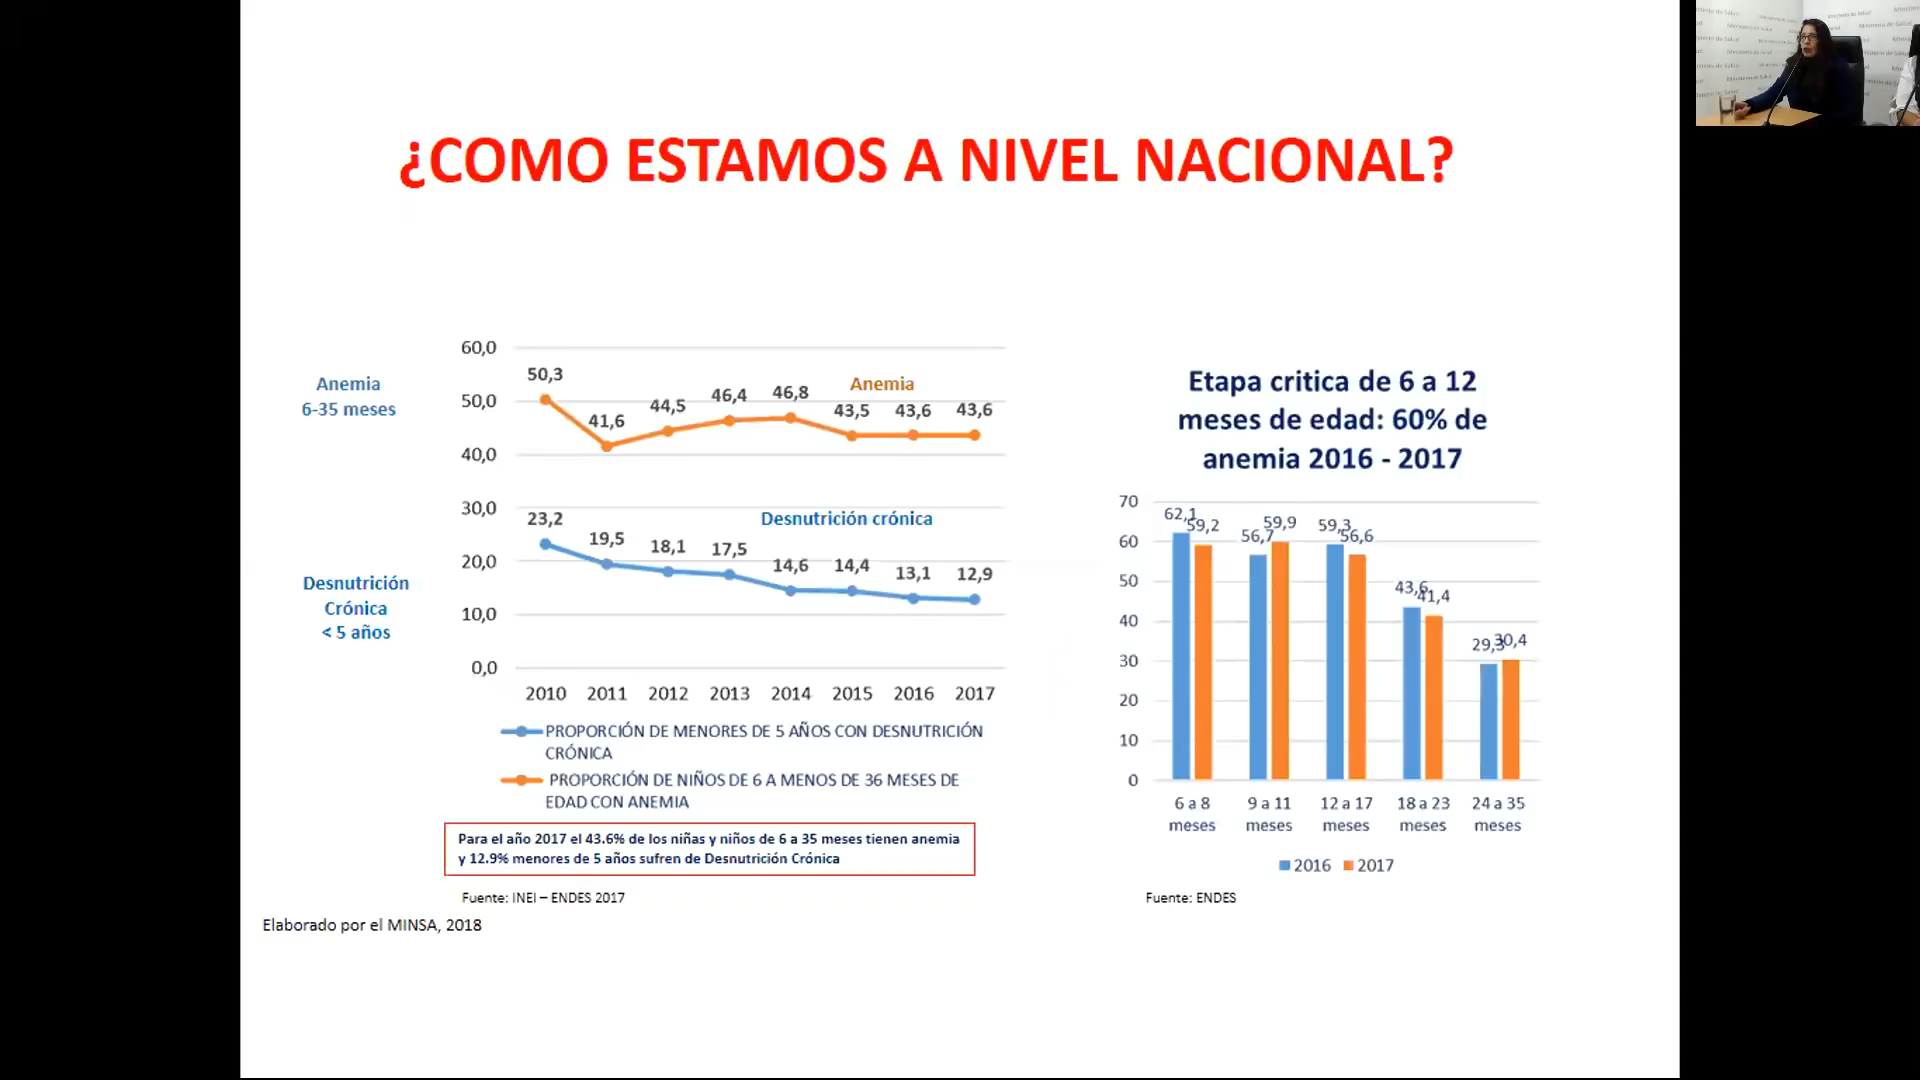 ¿COMO ESTAMOS A NIVEL NACIONAL?
Anemia
6-35 meses
Desnutrición
Crónica
< 5 años
60,0
50,0
40,0
30,0
20,0
10,0
0,0
50,3
41,6
44,5
46,4
46,8
43,5
43,6
43,6
Anemia
23,2
19,5
18,1
17,5
14,6
14,4
13,1
12,9
Desnutrición crónica
2010 2011 2012 2013 2014 2015 2016 2017
PROPORCIÓN DE MENORES DE 5 AÑOS CON DESNUTRICIÓN
CRÓNICA
PROPORCIÓN DE NIÑOS DE 6 A MENOS DE 36 MESES DE
EDAD CON ANEMIA
Para el año 2017 el 43.6% de los niñas y niños de 6 a 35 meses tienen anemia
y 12.9% menores de 5 años sufren de Desnutrición Crónica
Fuente: INEI – ENDES 2017
Elaborado por el MINSA, 2018
Etapa critica de 6 a 12
meses de edad: 60% de
anemia 2016 - 2017
70
60
50
40
30
20
10
0
62,1
59,2
56,7
59,9
59,3
56,6
43,6
41,4
29,3
30,4
6 a 8
meses
9 a 11
meses
12 a 17
meses
18 a 23
meses
24 a 35
meses
2016 2017
Fuente: ENDES
Ministerio de Salud